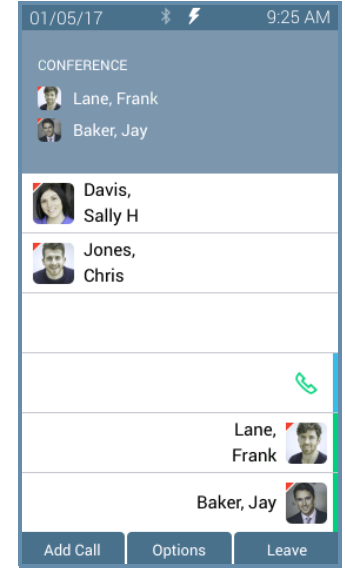 01/05/17 9:25 AM
CONFERENCE
Lane, Frank
Baker, Jay
Davis,
Sally H
Jones,
Chris
Lane,
Frank
Baker, Jay
Add Call Options Leave